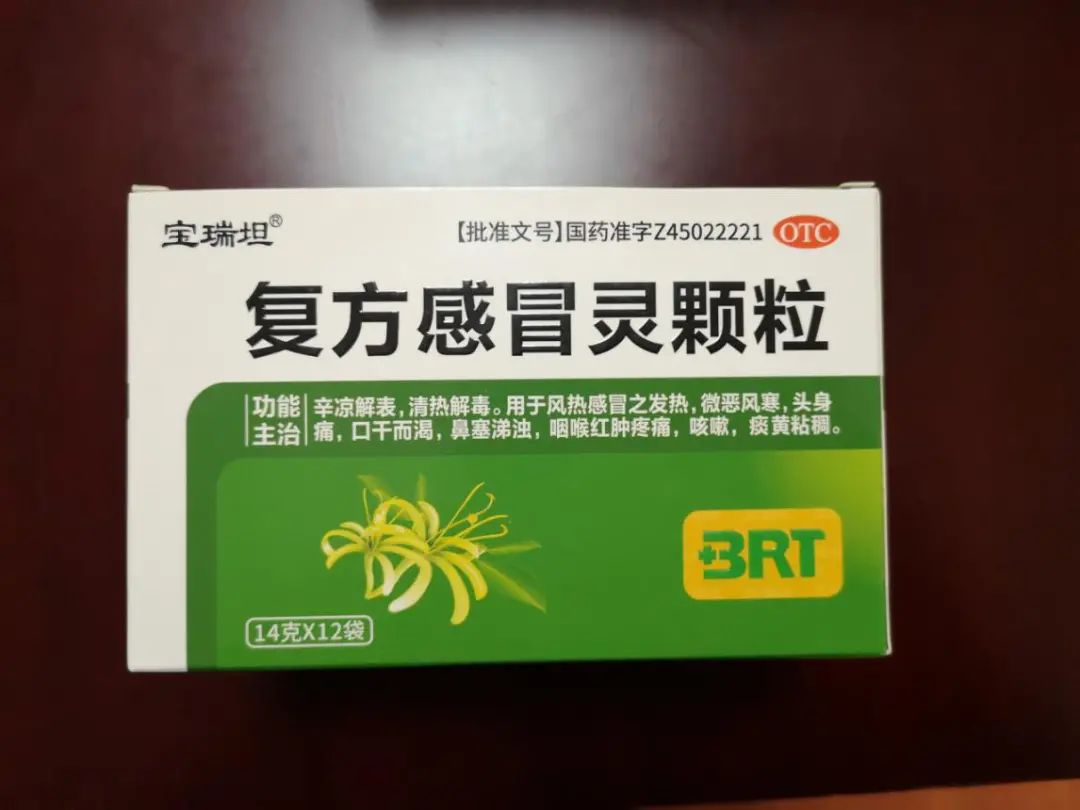 宝瑞坦®
【批准文号】国药准字Z45022221 OTC
复方感冒灵颗粒
功能主治
辛凉解表，清热解毒。用于风热感冒之发热，微恶风寒，头身
痛，口干而渴，鼻塞涕浊，咽喉红肿疼痛，咳嗽，痰黄粘稠。
BRT
14克X12袋